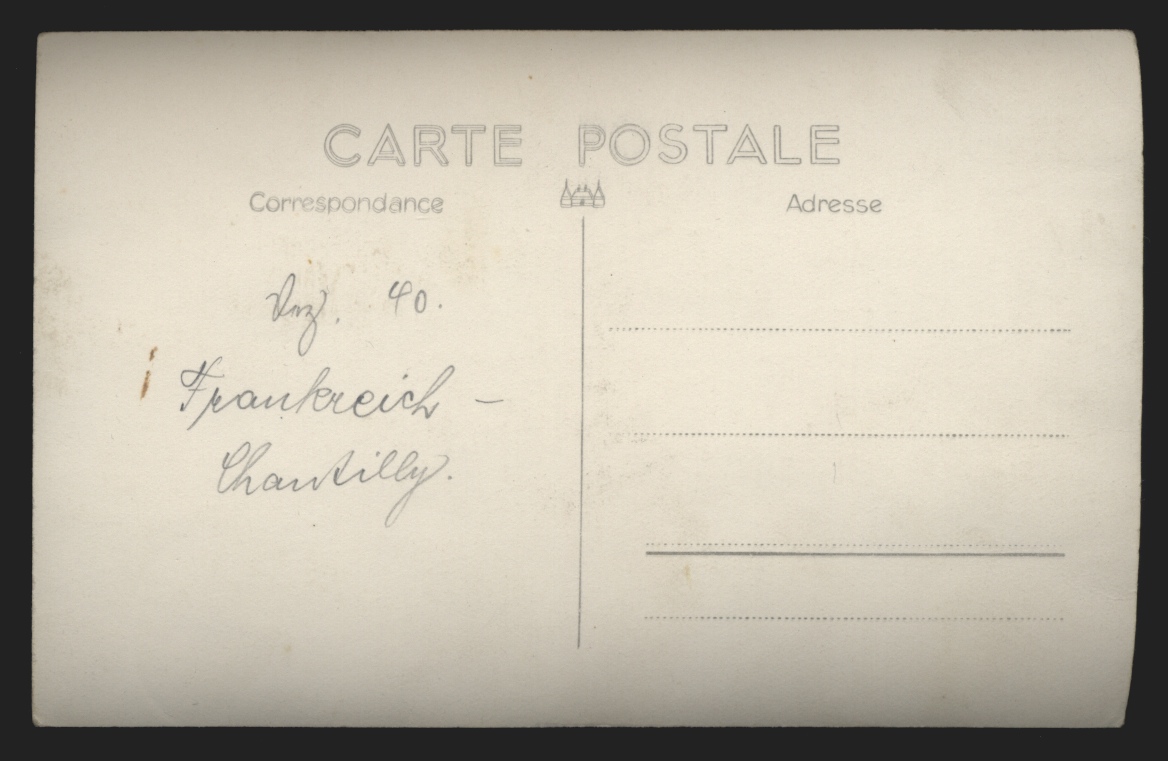 CARTE POSTALE
Correspondance
Adresse
Dez. 40.
Frankreich –
Chantilly.